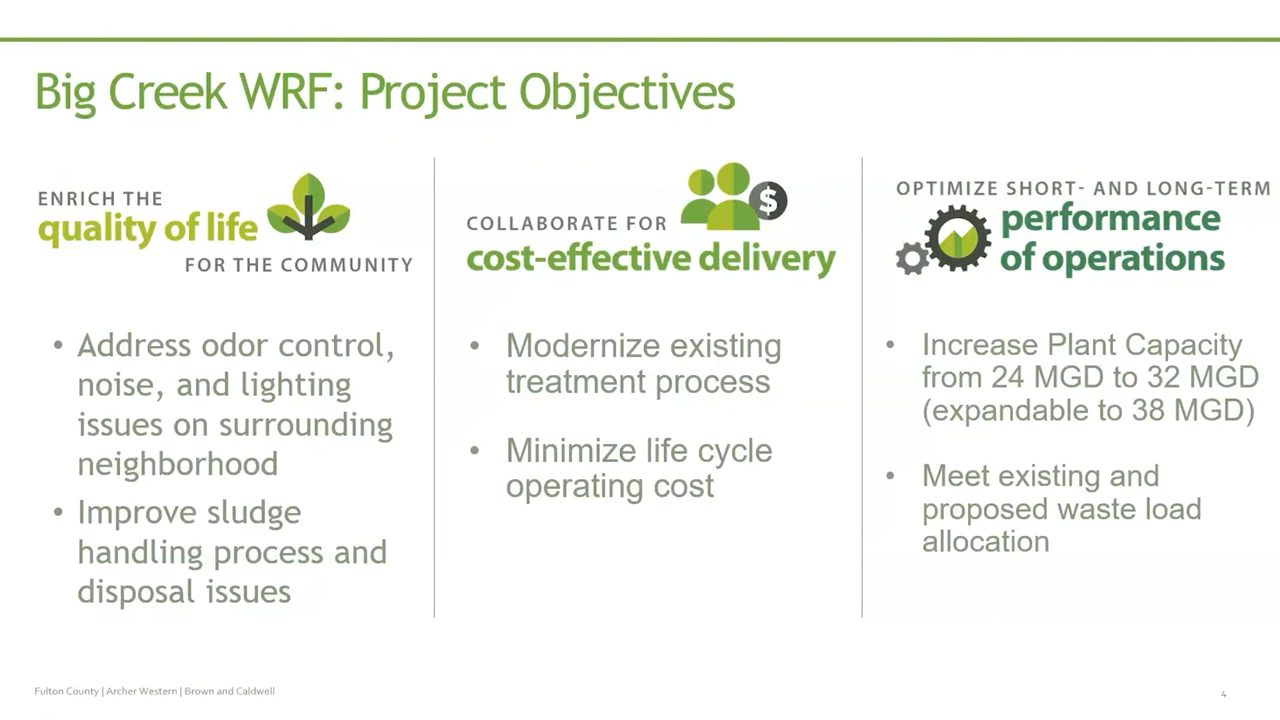 Big Creek WRF: Project Objectives
ENRICH THE
quality of life
FOR THE COMMUNITY
• Address odor control,
noise, and lighting
issues on surrounding
neighborhood
• Improve sludge
handling process and
disposal issues
$
COLLABORATE FOR
cost-effective delivery
• Modernize existing
treatment process
• Minimize life cycle
operating cost
OPTIMIZE SHORT- AND LONG-TERM
performance
of operations
• Increase Plant Capacity
from 24 MGD to 32 MGD
(expandable to 38 MGD)
• Meet existing and
proposed waste load
allocation
Fulton County | Archer Western | Brown and Caldwell
4